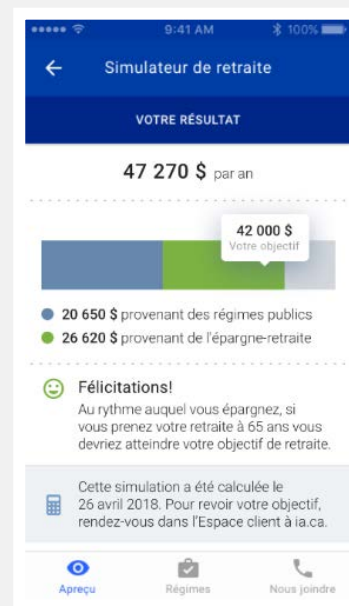 9:41 AM 100%
Simulateur de retraite
VOTRE RÉSULTAT
47 270 $ par an
42 000 $
Votre objectif
20 650 $ provenant des régimes publics
26 620 $ provenant de l'épargne-retraite
Félicitations!
Au rythme auquel vous épargnez, si
vous prenez votre retraite à 65 ans vous
devriez atteindre votre objectif de retraite.
Cette simulation a été calculée le
26 avril 2018. Pour revoir votre objectif,
rendez-vous dans l'Espace client à ia.ca.
Apreçu Régimes Nous joindre